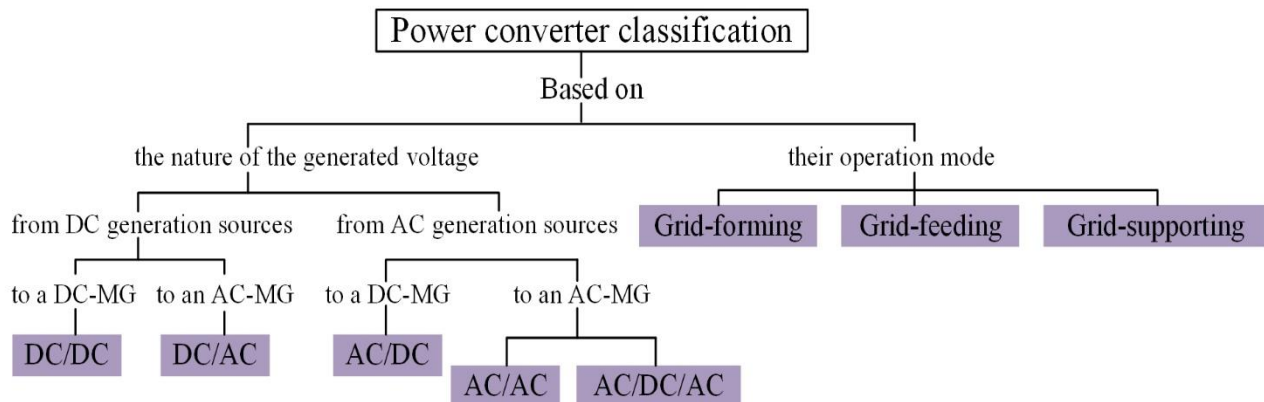 Power converter classification
Based on
the nature of the generated voltage
their operation mode
from DC generation sources
from AC generation sources
Grid-forming
Grid-feeding
Grid-supporting
to a DC-MG
to an AC-MG
to a DC-MG
to an AC-MG
DC/DC
DC/AC
AC/DC
AC/AC
AC/DC/AC